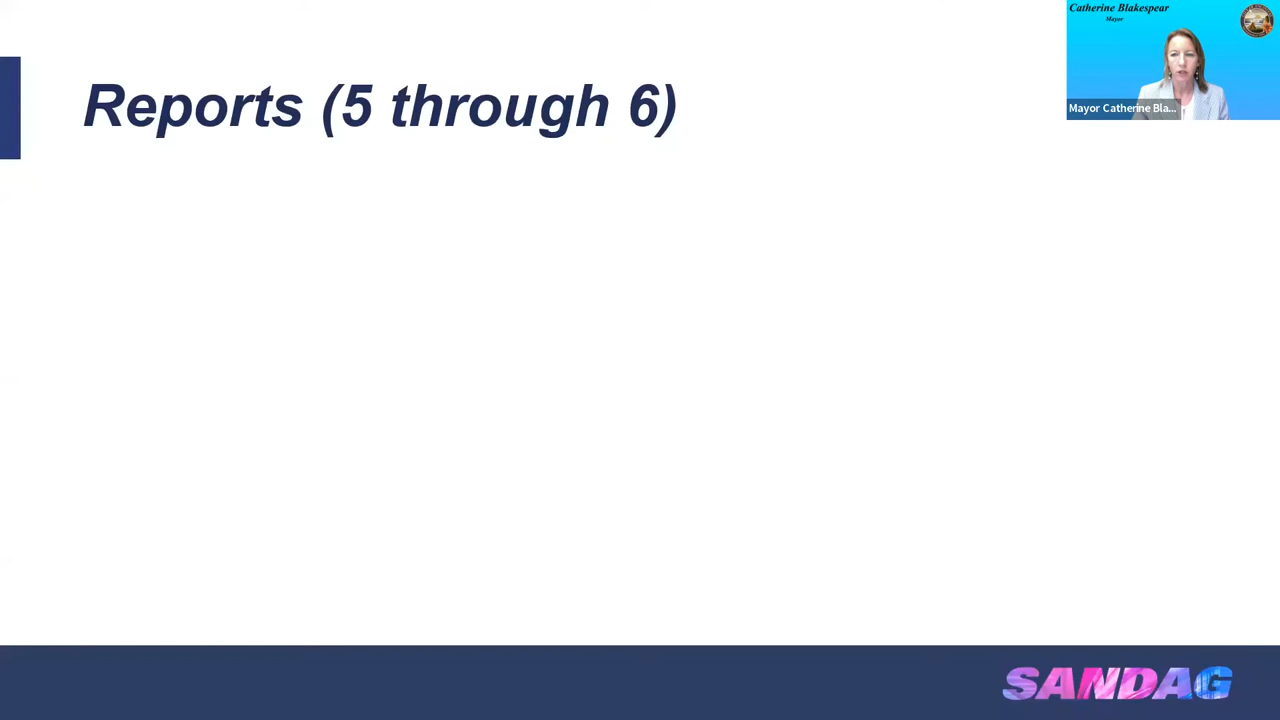 Catherine Blakespear
Mayor
Mayor Catherine Bla...
Reports (5 through 6)
SANDAG